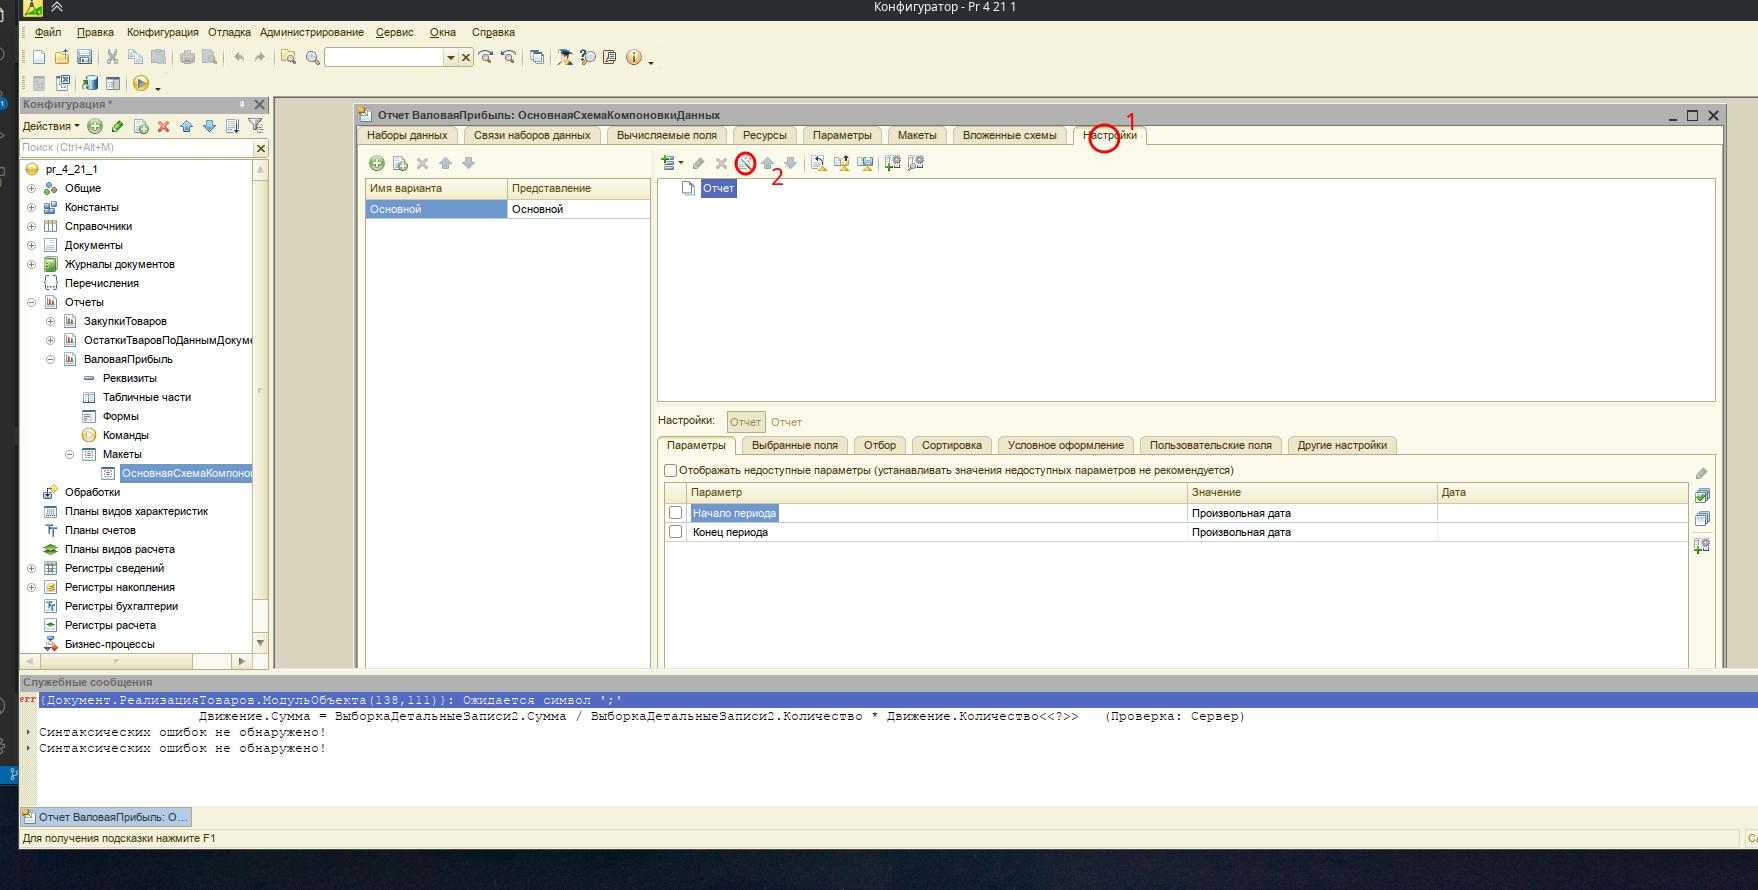 Конфигуратор - Pr 4 21 1
Файл Правка Конфигурация Отладка Администрирование Сервис Окна Справка
Конфигурация *
Действия
Поиск (Ctrl+Alt+M)
pr_4_21_1
Общие
Константы
Справочники
Документы
Журналы документов
Перечисления
Отчеты
ЗакупкиТоваров
ОстаткиТваровПоДаннымДокуме
ВаловаяПрибыль
Реквизиты
Табличные части
Формы
Команды
Макеты
ОсновнаяСхемаКомпонов
Обработки
Планы видов характеристик
Планы счетов
Планы видов расчета
Регистры сведений
Регистры накопления
Регистры бухгалтерии
Регистры расчета
Бизнес-процессы
Отчет ВаловаяПрибыль: ОсновнаяСхемаКомпоновкиДанных
Наборы данных Связи наборов данных Вычисляемые поля Ресурсы Параметры Макеты Вложенные схемы Настройки
1
2
Имя варианта Представление
Основной Основной
Отчет
Настройки: Отчет Отчет
Параметры Выбранные поля Отбор Сортировка Условное оформление Пользовательские поля Другие настройки
Отображать недоступные параметры (устанавливать значения недоступных параметров не рекомендуется)
Параметр Значение Дата
Начало периода Произвольная дата
Конец периода Произвольная дата
Служебные сообщения
err {Документ.РеализацияТоваров.МодульОбъекта(138,111)}: Ожидается символ ';'
Движение.Сумма = ВыборкаДетальныеЗаписи2.Сумма / ВыборкаДетальныеЗаписи2.Количество * Движение.Количество<<?>> (Проверка: Сервер)
Синтаксических ошибок не обнаружено!
Синтаксических ошибок не обнаружено!
Отчет ВаловаяПрибыль: О...
Для получения подсказки нажмите F1